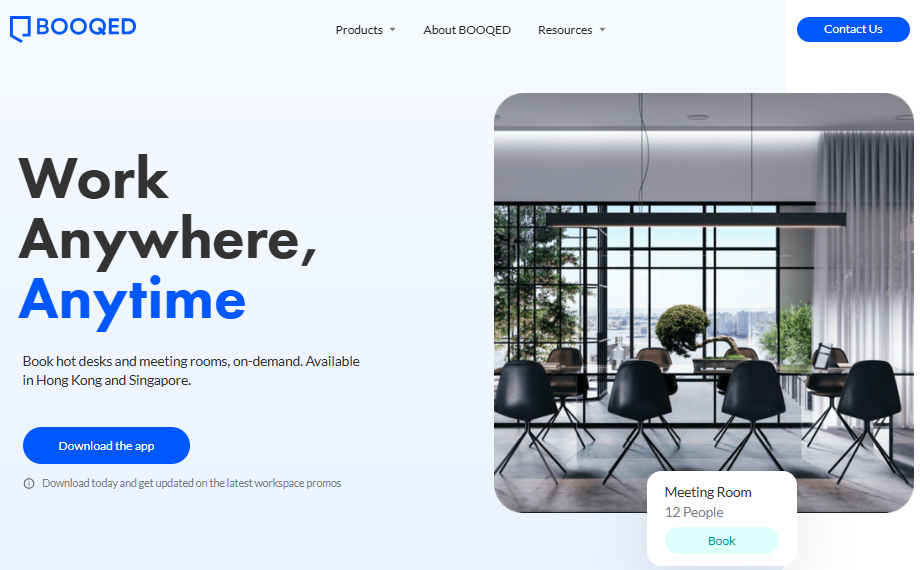 BOOQED
Products
About BOOQED
Resources
Contact Us
Work
Anywhere,
Anytime
Book hot desks and meeting rooms, on-demand. Available
in Hong Kong and Singapore.
Download the app
Download today and get updated on the latest workspace promos
Meeting Room
12 People
Book